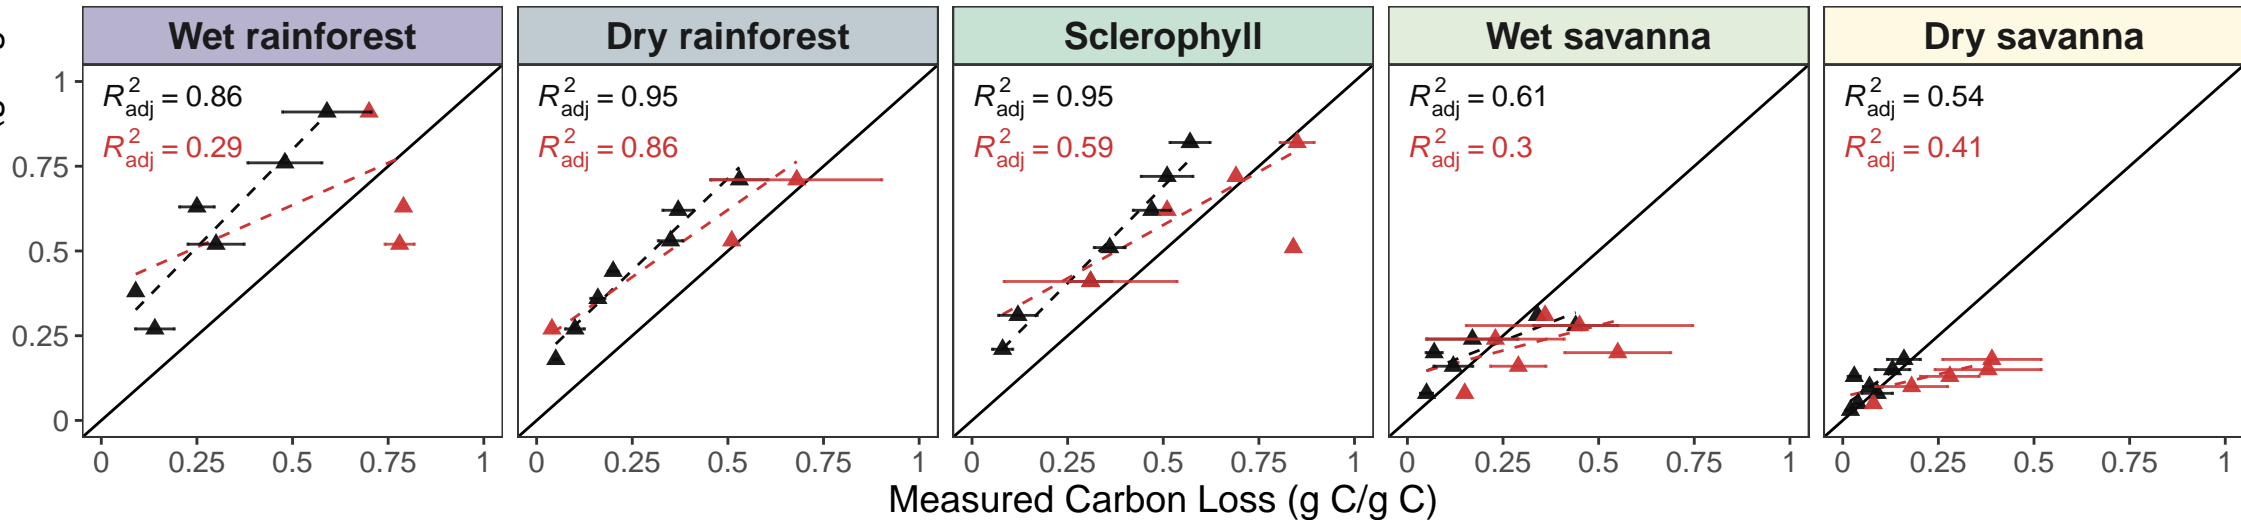 Wet rainforest Dry rainforest Sclerophyll Wet savanna Dry savanna
R²adj = 0.86 R²adj = 0.95 R²adj = 0.95 R²adj = 0.61 R²adj = 0.54
R²adj = 0.29 R²adj = 0.86 R²adj = 0.59 R²adj = 0.3 R²adj = 0.41
1
0.75
0.5
0.25
0
0 0.25 0.5 0.75 1 0 0.25 0.5 0.75 1 0 0.25 0.5 0.75 1 0 0.25 0.5 0.75 1 0 0.25 0.5 0.75 1
Measured Carbon Loss (g C/g C)